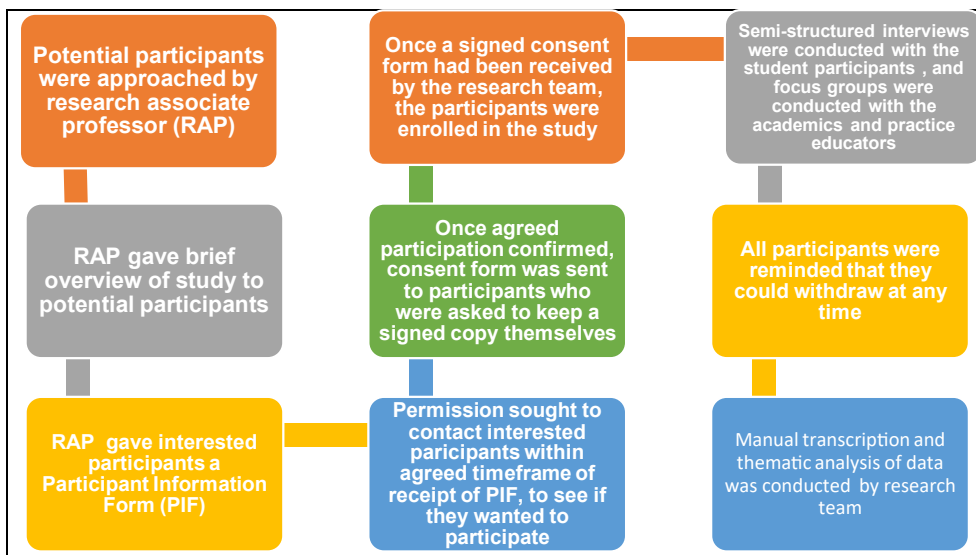 Potential participants
were approached by
research associate
professor (RAP)
RAP gave brief
overview of study to
potential participants
RAP gave interested
participants a
Participant Information
Form (PIF)
Permission sought to
contact interested
paricipants within
agreed timeframe of
receipt of PIF, to see if
they wanted to
participate
Once agreed
participation confirmed,
consent form was sent
to participants who
were asked to keep a
signed copy themselves
Once a signed consent
form had been received
by the research team,
the participants were
enrolled in the study
Semi-structured interviews
were conducted with the
student participants , and
focus groups were
conducted with the
academics and practice
educators
All participants were
reminded that they
could withdraw at any
time
Manual transcription and
thematic analysis of data
was conducted by research
team